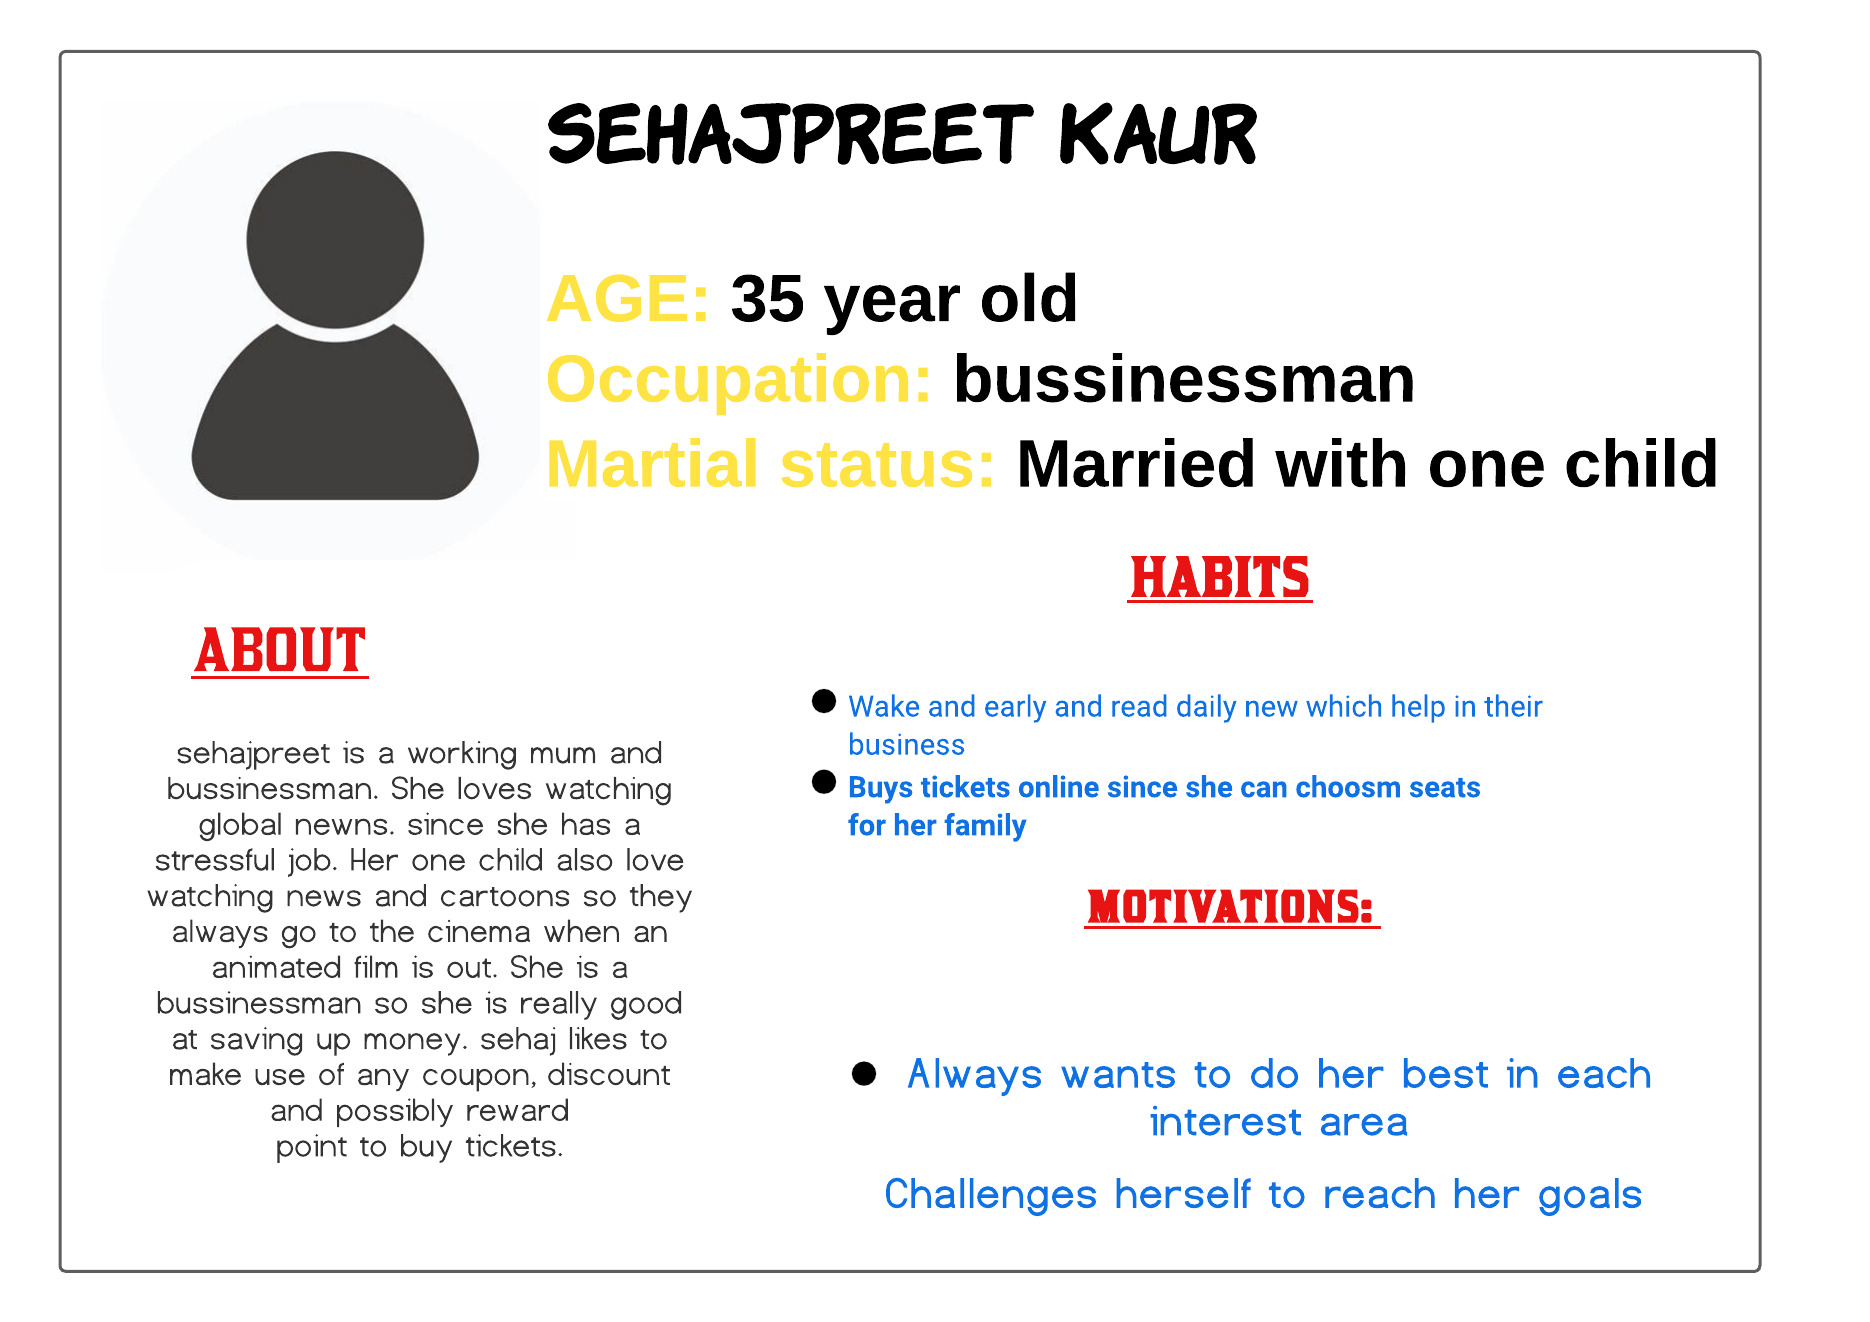 SEHAJPREET KAUR
AGE: 35 year old
Occupation: bussinessman
Martial status: Married with one child
ABOUT
sehajpreet is a working mum and
bussinessman. She loves watching
global newns. since she has a
stressful job. Her one child also love
watching news and cartoons so they
always go to the cinema when an
animated film is out. She is a
bussinessman so she is really good
at saving up money. sehaj likes to
make use of any coupon, discount
and possibly reward
point to buy tickets.
HABITS
● Wake and early and read daily new which help in their
business
● Buys tickets online since she can choosm seats
for her family
MOTIVATIONS:
● Always wants to do her best in each
interest area
Challenges herself to reach her goals